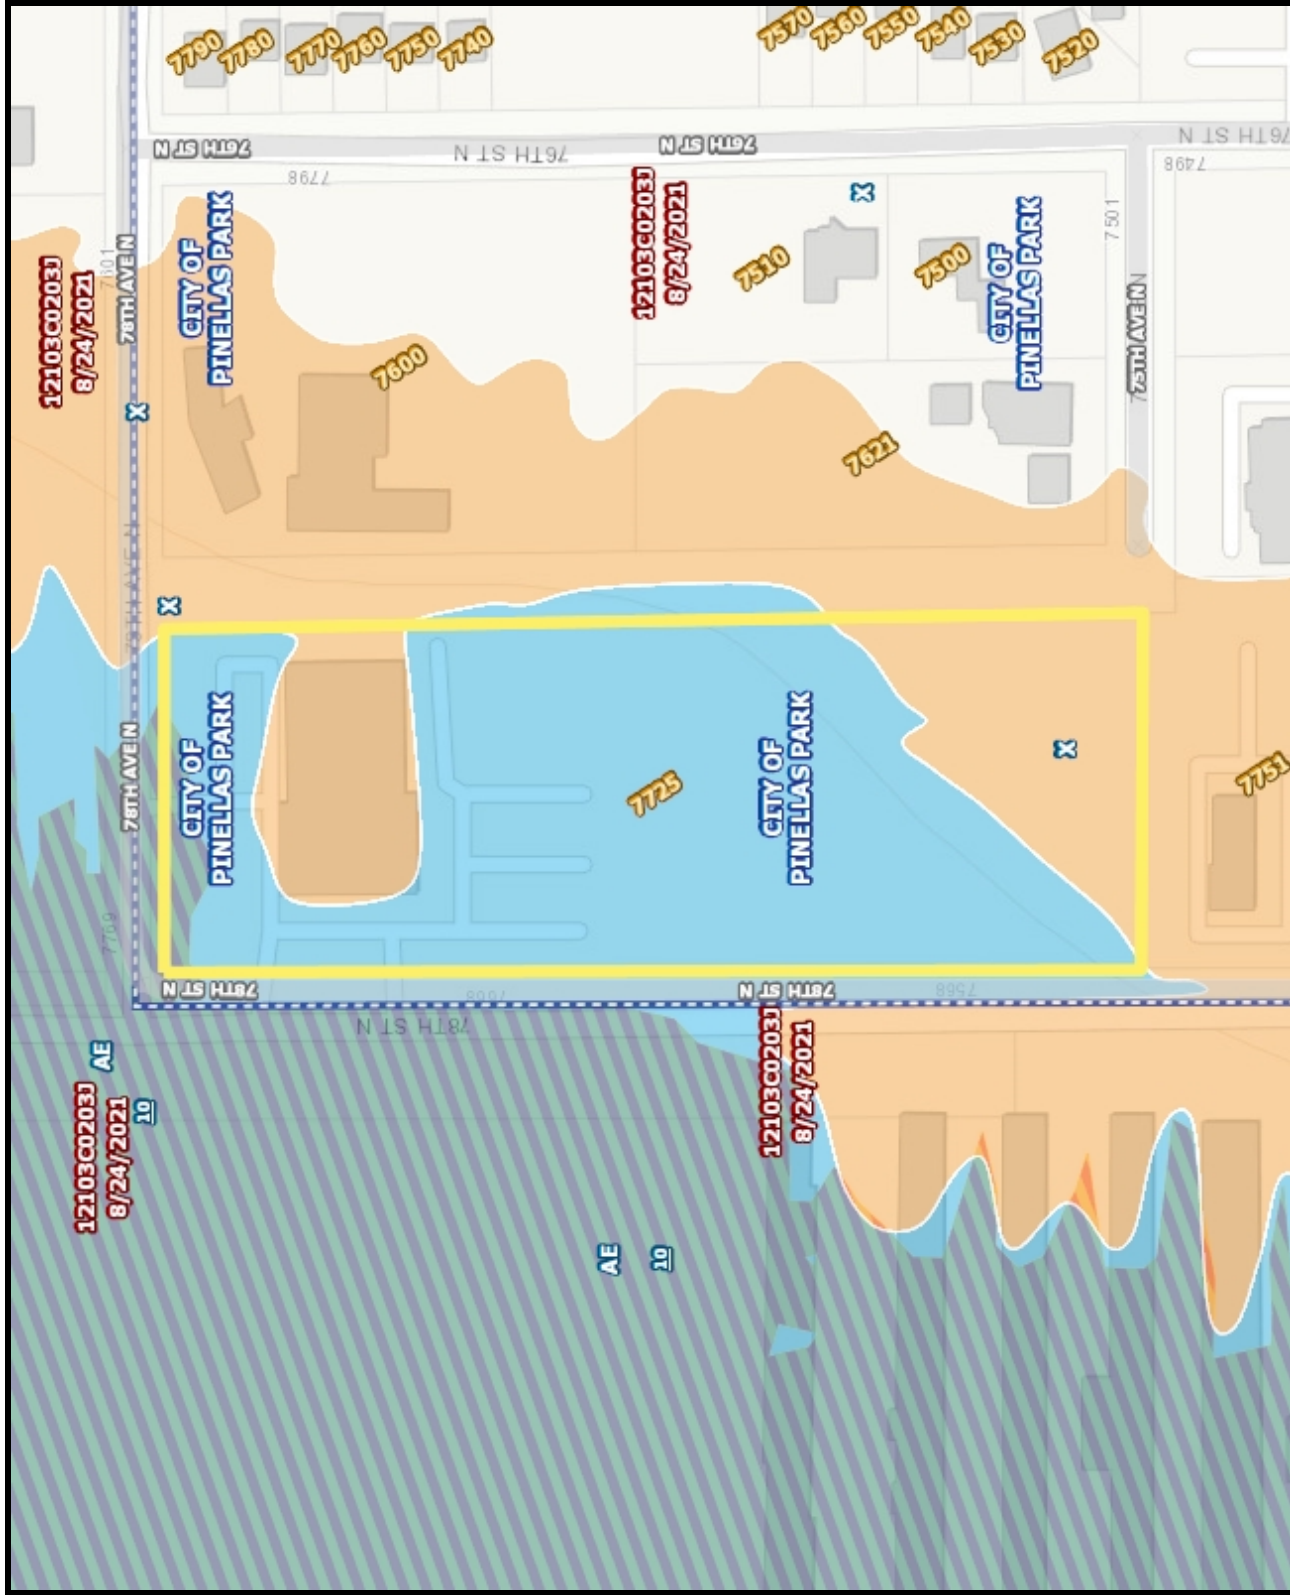 7790
7780
7770
7760
7750
7740
7570
7560
7550
7540
7530
7520
76TH ST N
76TH ST N
76TH ST N
76TH ST N
7798
7498
7501
12103C0203J
8/24/2021
X
CITY OF
PINELLAS PARK
7510
7500
CITY OF
PINELLAS PARK
78TH AVE N
12103C0203J
8/24/2021
75TH AVE N
7600
X
7621
78TH AVE N
X
CITY OF
PINELLAS PARK
7725
CITY OF
PINELLAS PARK
X
7751
78TH AVE N
7769
78TH ST N
78TH ST N
7568
78TH ST N
12103C0203J
8/24/2021
AE
10
12103C0203J
8/24/2021
AE
10